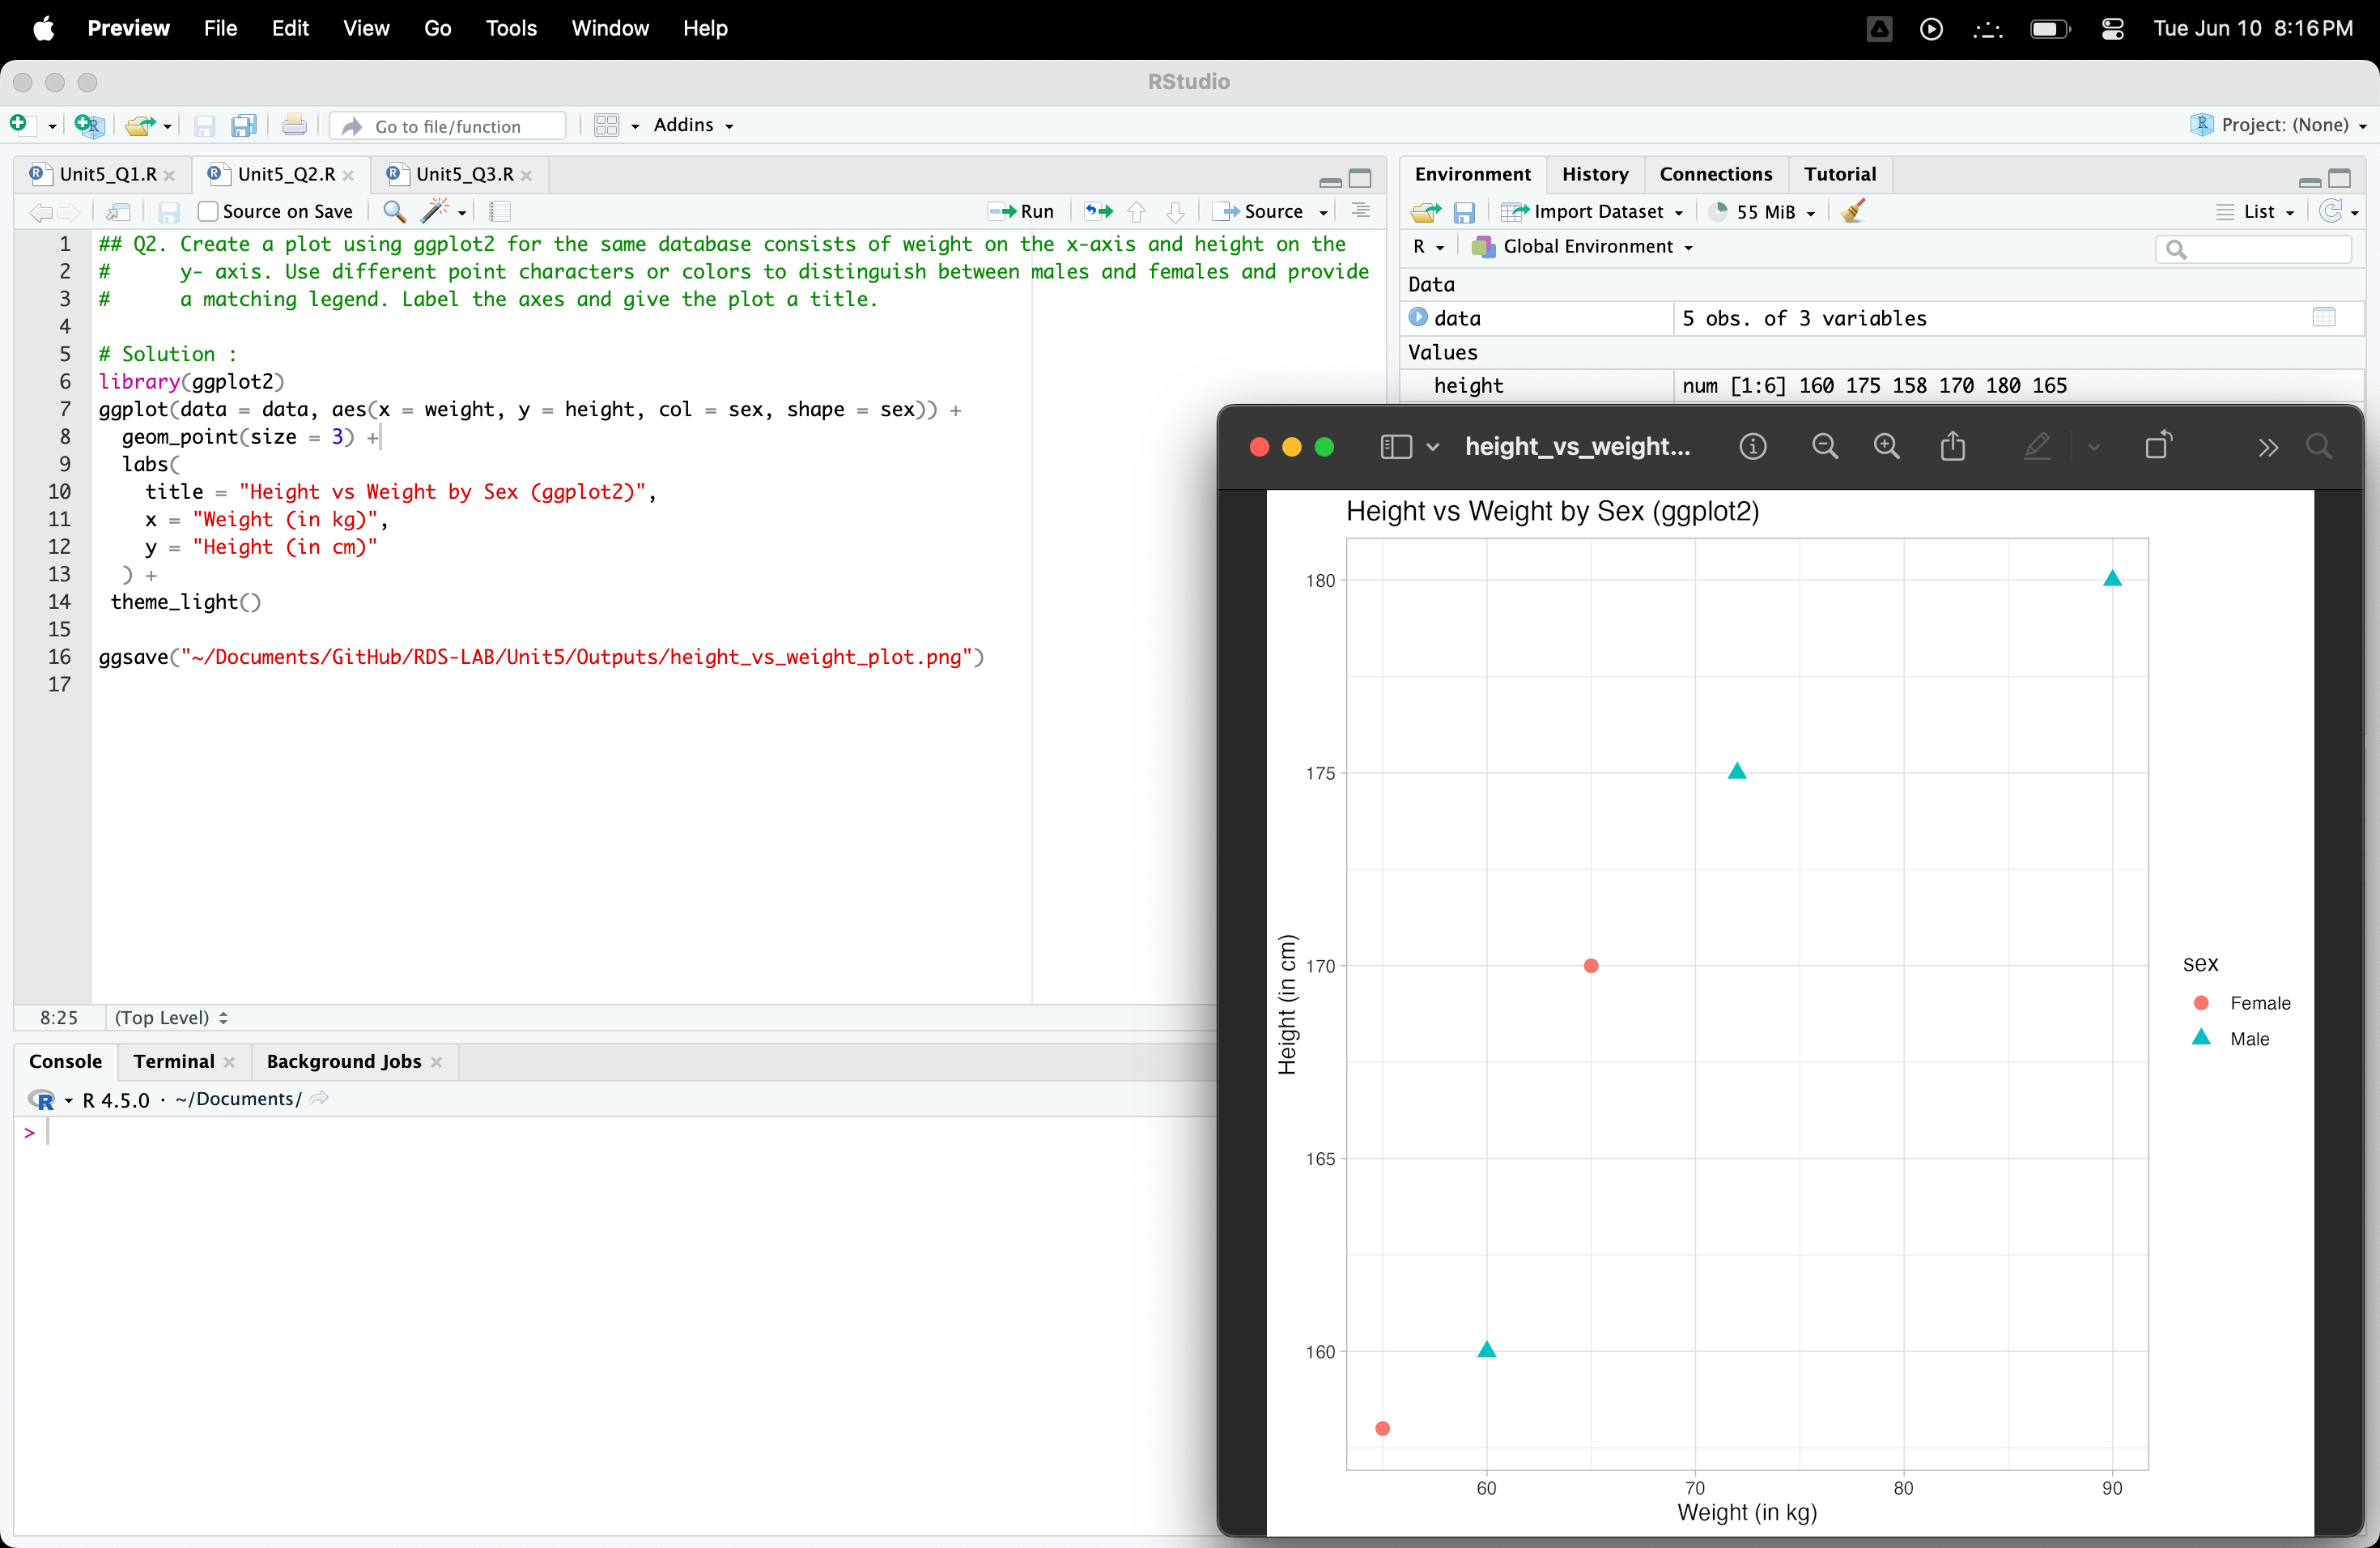 Preview File Edit View Go Tools Window Help Tue Jun 10 8:16 PM
RStudio
Go to file/function Addins Project: (None)
Unit5_Q1.R Unit5_Q2.R Unit5_Q3.R
Source on Save Run Source
1 ## Q2. Create a plot using ggplot2 for the same database consists of weight on the x-axis and height on the
2 # y- axis. Use different point characters or colors to distinguish between males and females and provide
3 # a matching legend. Label the axes and give the plot a title.
4
5 # Solution :
6 library(ggplot2)
7 ggplot(data = data, aes(x = weight, y = height, col = sex, shape = sex)) +
8 geom_point(size = 3) +
9 labs(
10 title = "Height vs Weight by Sex (ggplot2)",
11 x = "Weight (in kg)",
12 y = "Height (in cm)"
13 ) +
14 theme_light()
15
16 ggsave("~/Documents/GitHub/RDS-LAB/Unit5/Outputs/height_vs_weight_plot.png")
17
8:25 (Top Level)
Console Terminal Background Jobs
R 4.5.0 · ~/Documents/
>
Environment History Connections Tutorial
Import Dataset 55 MiB List
R Global Environment
Data
data 5 obs. of 3 variables
Values
height num [1:6] 160 175 158 170 180 165
height_vs_weight...
Height vs Weight by Sex (ggplot2)
180
175
170
165
160
Height (in cm)
60 70 80 90
Weight (in kg)
sex
Female
Male